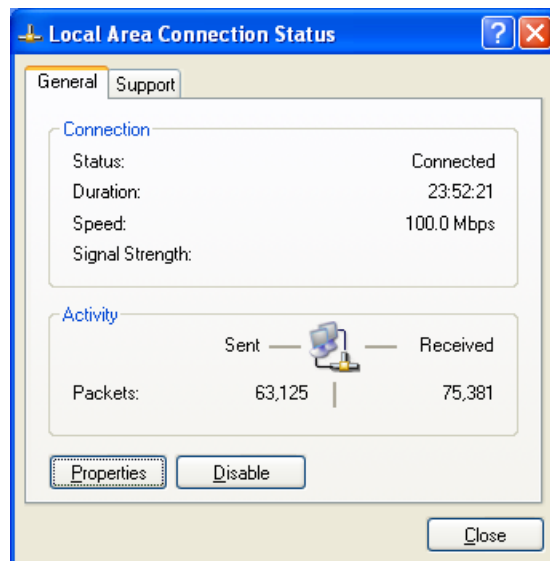 Local Area Connection Status
General Support
Connection
Status: Connected
Duration: 23:52:21
Speed: 100.0 Mbps
Signal Strength:
Activity
Sent Received
Packets: 63,125 75,381
Properties Disable
Close